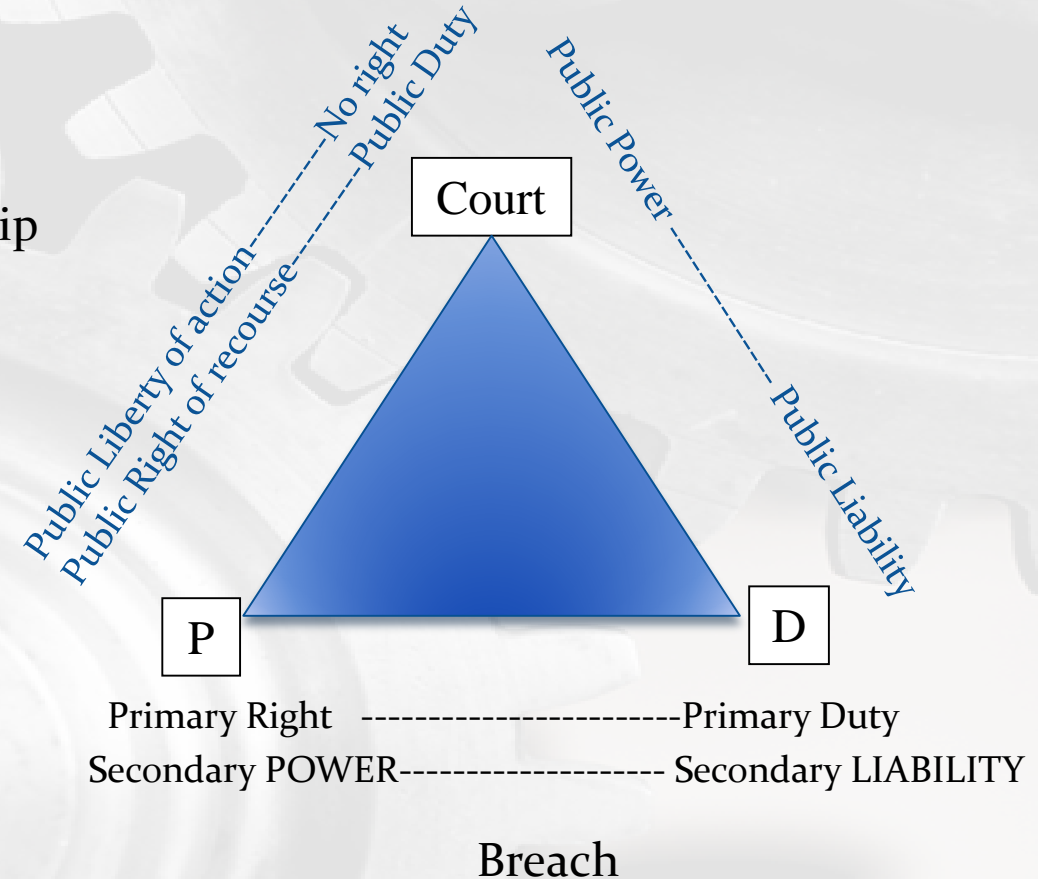 Public Liberty of action-----------No right
Public Right of recourse---------Public Duty
Public Power ---------------- Public Liability
Court
ip
P
D
Primary Right -----------------------Primary Duty
Secondary POWER------------------- Secondary LIABILITY
Breach